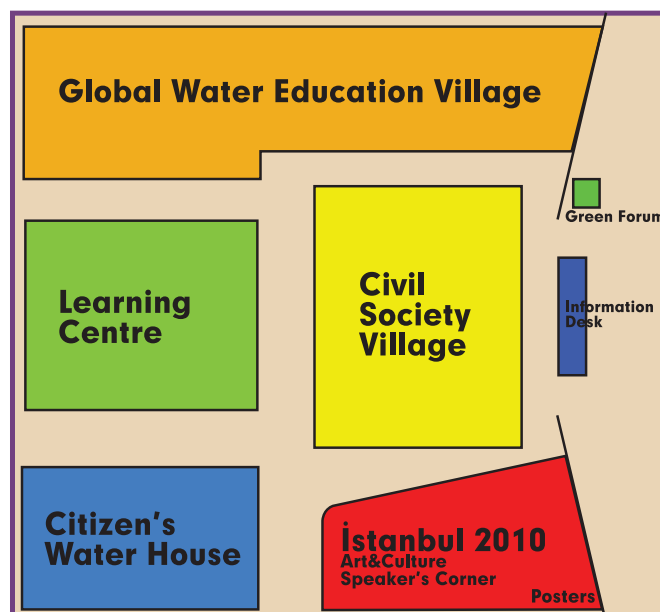 Global Water Education Village
Green Forum
Learning
Centre
Civil
Society
Village
Information
Desk
Citizen's
Water House
İstanbul 2010
Art&Culture
Speaker's Corner
Posters